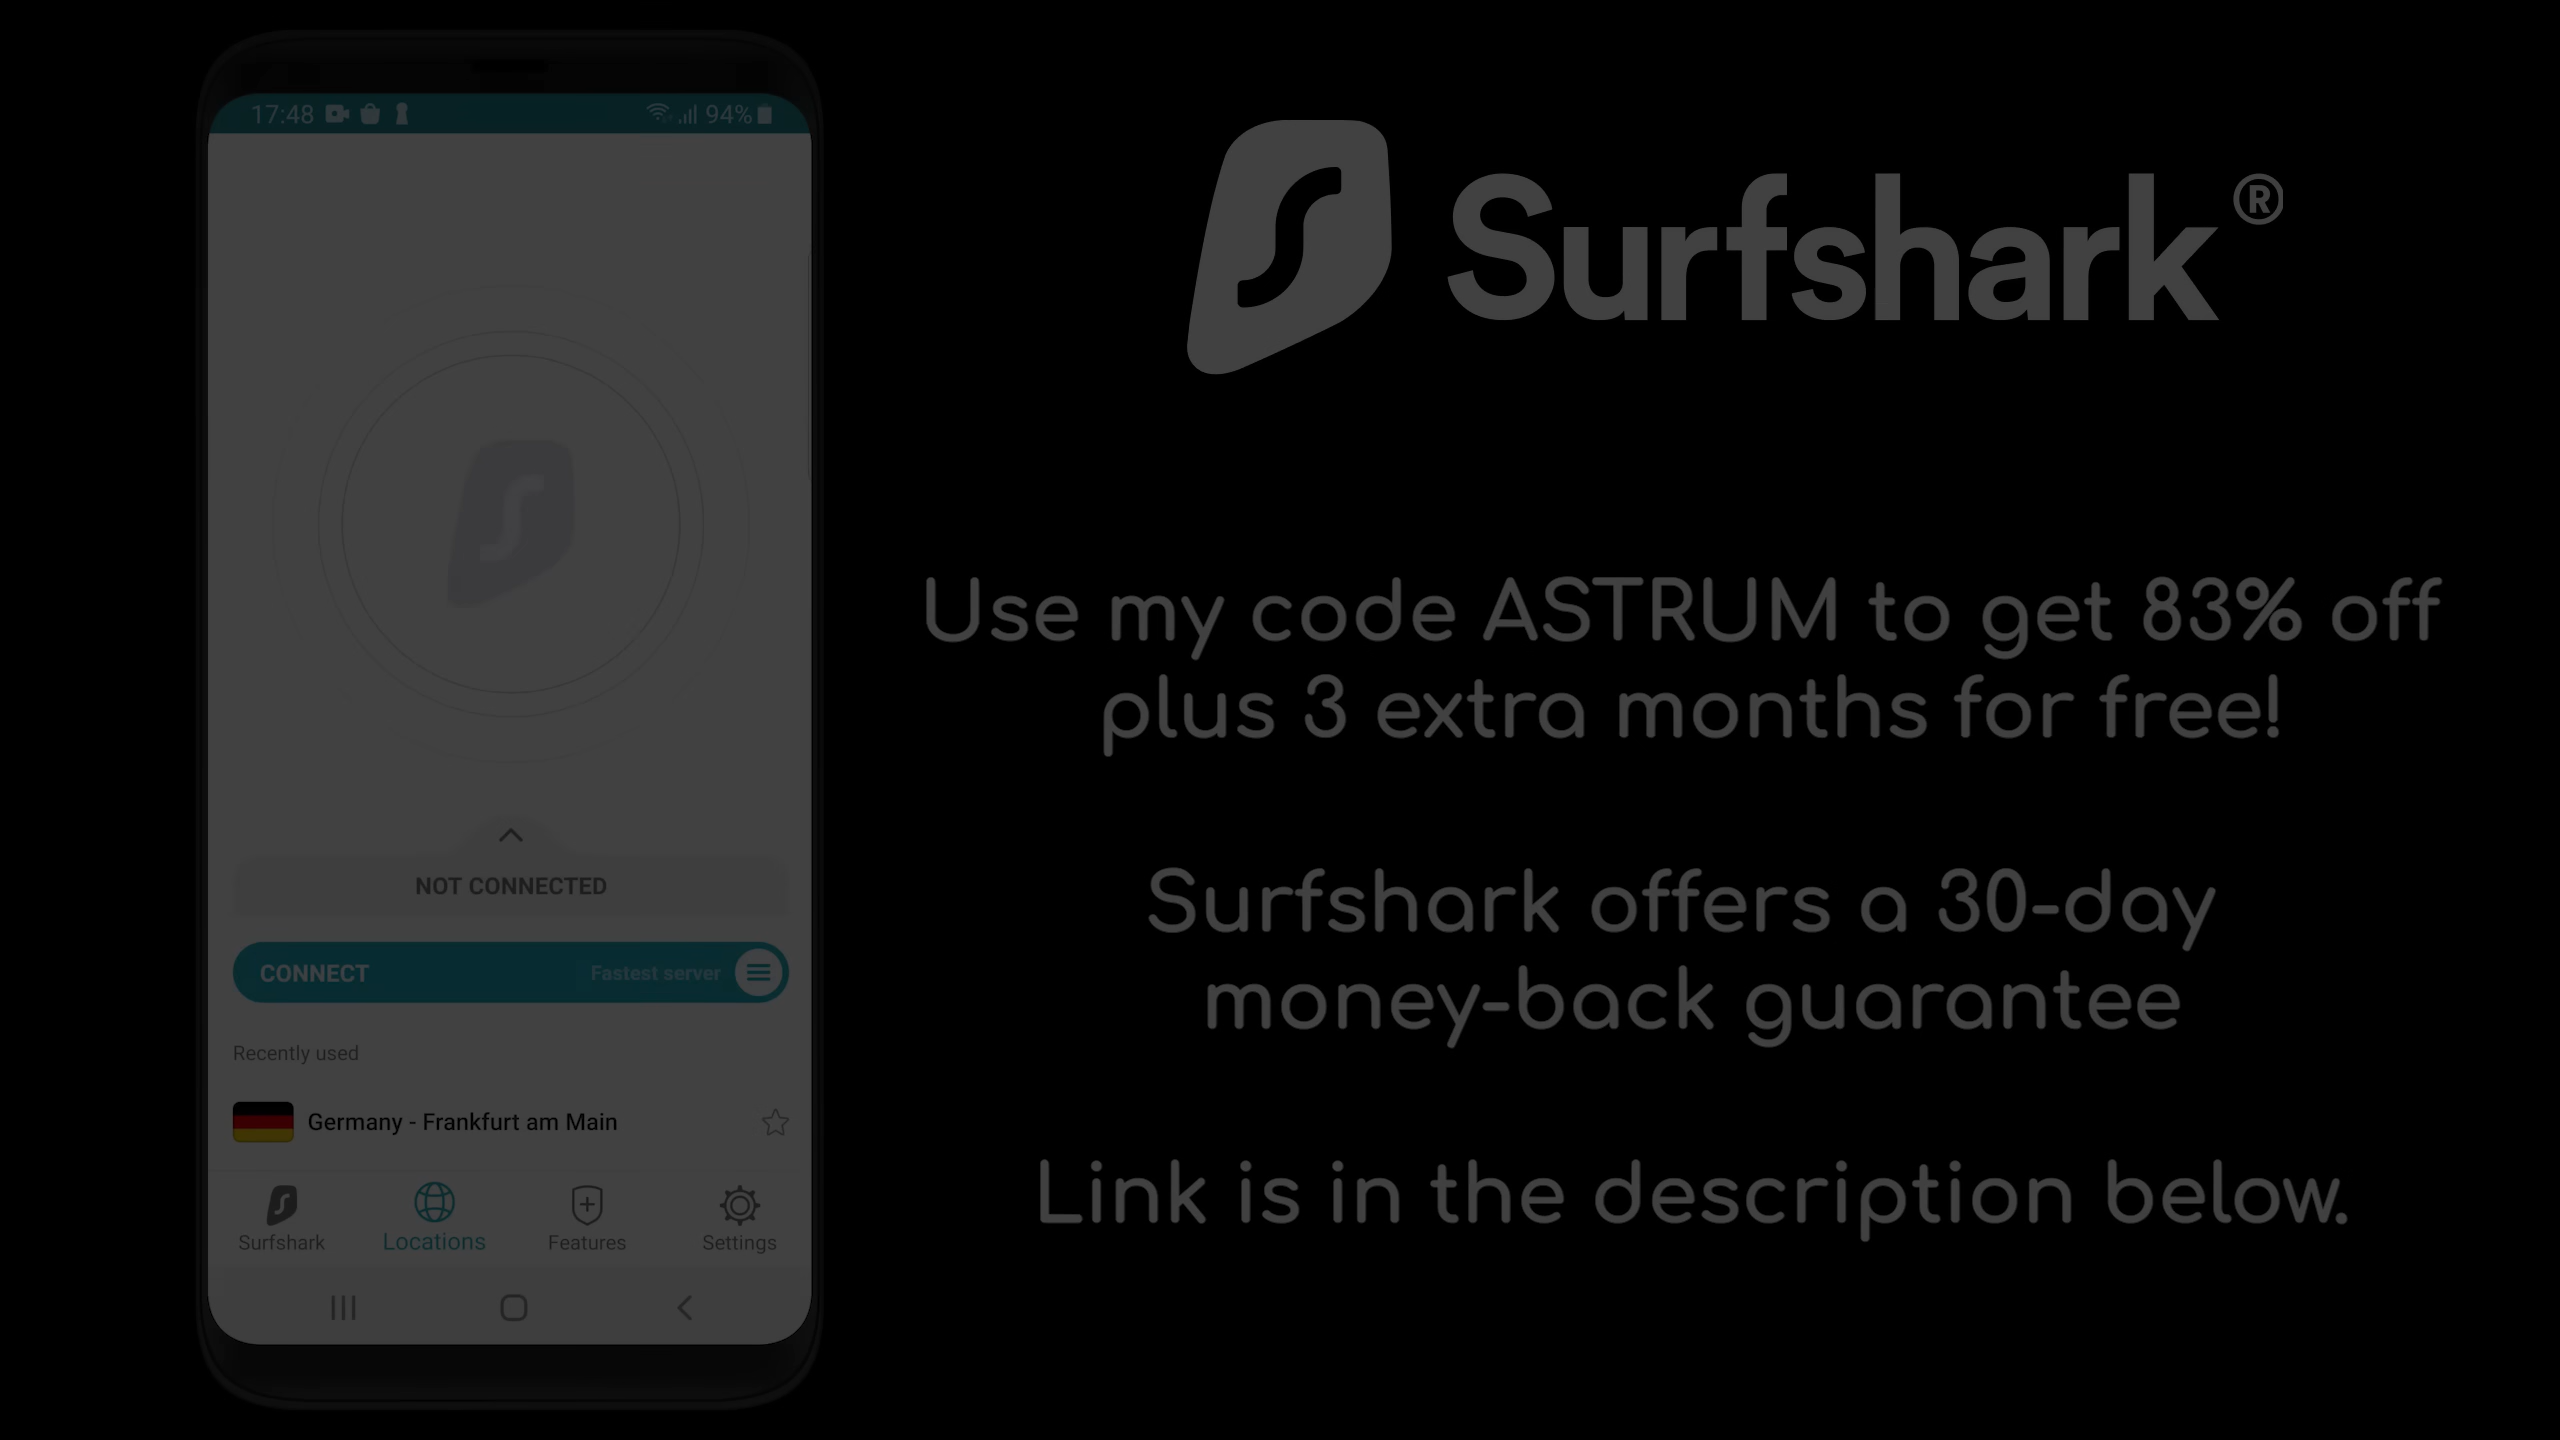 17:48
94%
NOT CONNECTED
CONNECT
Fastest server
Recently used
Germany - Frankfurt am Main
Surfshark
Locations
Features
Settings
Surfshark®
Use my code ASTRUM to get 83% off
plus 3 extra months for free!
Surfshark offers a 30-day
money-back guarantee
Link is in the description below.